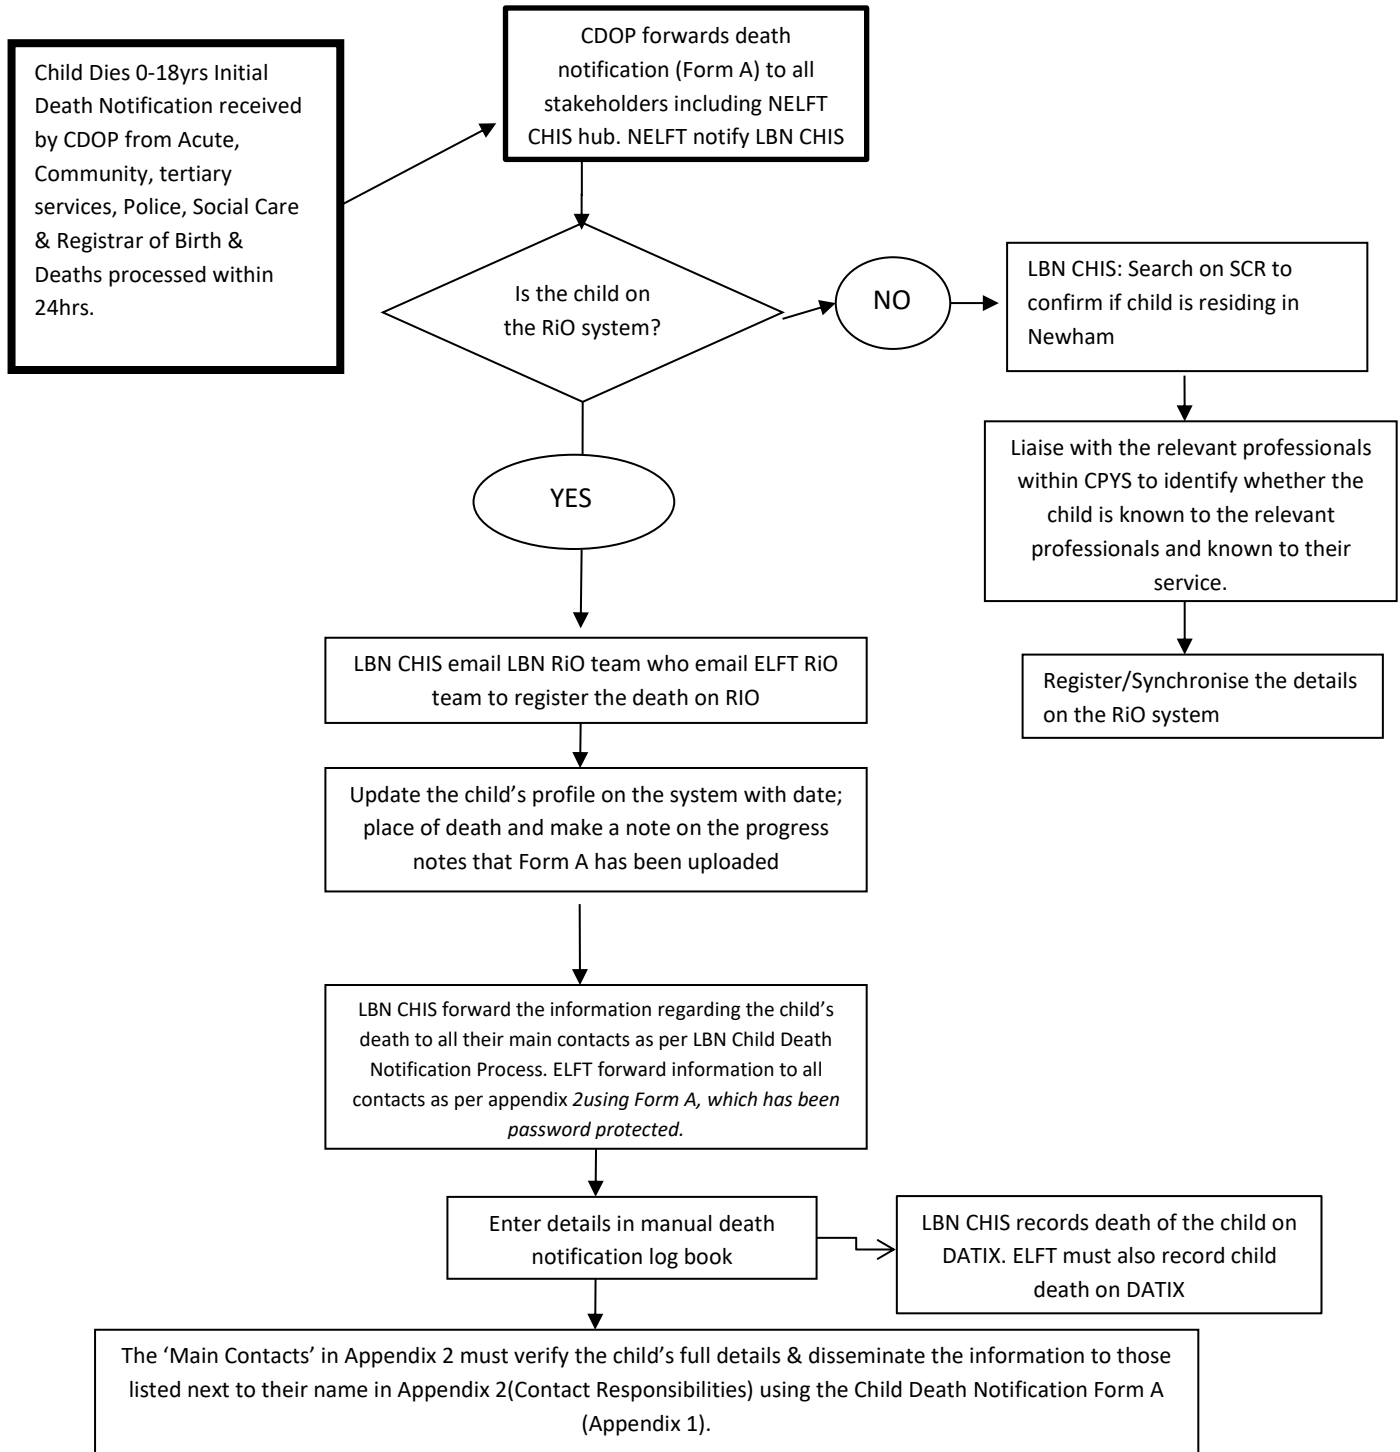 Child Dies 0-18yrs Initial
Death Notification received
by CDOP from Acute,
Community, tertiary
services, Police, Social Care
& Registrar of Birth &
Deaths processed within
24hrs.
CDOP forwards death
notification (Form A) to all
stakeholders including NELFT
CHIS hub. NELFT notify LBN CHIS
Is the child on
the RiO system?
NO
LBN CHIS: Search on SCR to
confirm if child is residing in
Newham
Liaise with the relevant professionals
within CPYS to identify whether the
child is known to the relevant
professionals and known to their
service.
Register/Synchronise the details
on the RiO system
YES
LBN CHIS email LBN RiO team who email ELFT RiO
team to register the death on RIO
Update the child’s profile on the system with date;
place of death and make a note on the progress
notes that Form A has been uploaded
LBN CHIS forward the information regarding the child’s
death to all their main contacts as per LBN Child Death
Notification Process. ELFT forward information to all
contacts as per appendix 2using Form A, which has been
password protected.
Enter details in manual death
notification log book
LBN CHIS records death of the child on
DATIX. ELFT must also record child
death on DATIX
The ‘Main Contacts’ in Appendix 2 must verify the child’s full details & disseminate the information to those
listed next to their name in Appendix 2(Contact Responsibilities) using the Child Death Notification Form A
(Appendix 1).